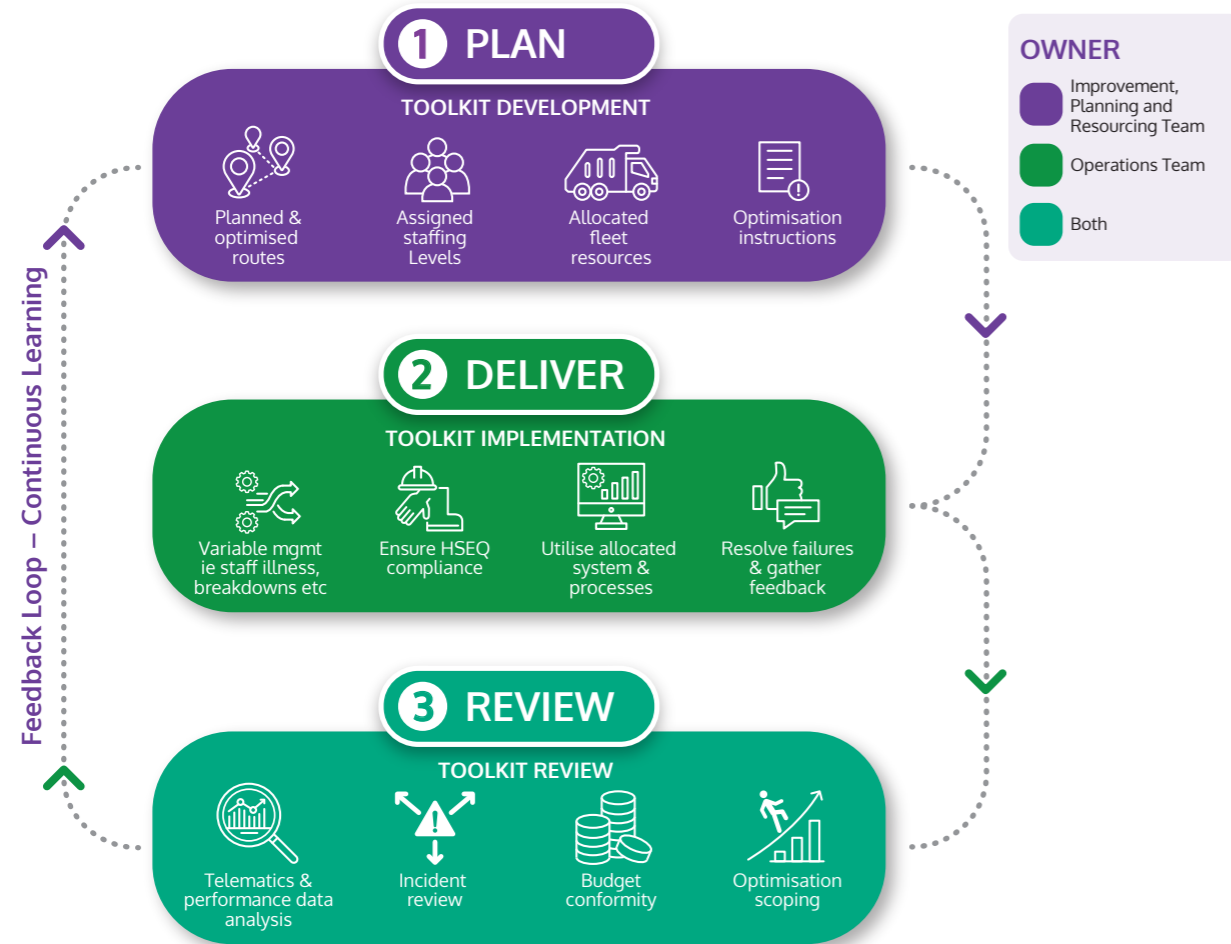 1 PLAN
TOOLKIT DEVELOPMENT
Planned &
optimised
routes
Assigned
staffing
Levels
Allocated
fleet
resources
Optimisation
instructions
OWNER
Improvement,
Planning and
Resourcing Team
Operations Team
Both
Feedback Loop – Continuous Learning
2 DELIVER
TOOLKIT IMPLEMENTATION
Variable mgmt
ie staff illness,
breakdowns etc
Ensure HSEQ
compliance
Utilise allocated
system &
processes
Resolve failures
& gather
feedback
3 REVIEW
TOOLKIT REVIEW
Telematics &
performance data
analysis
Incident
review
Budget
conformity
Optimisation
scoping